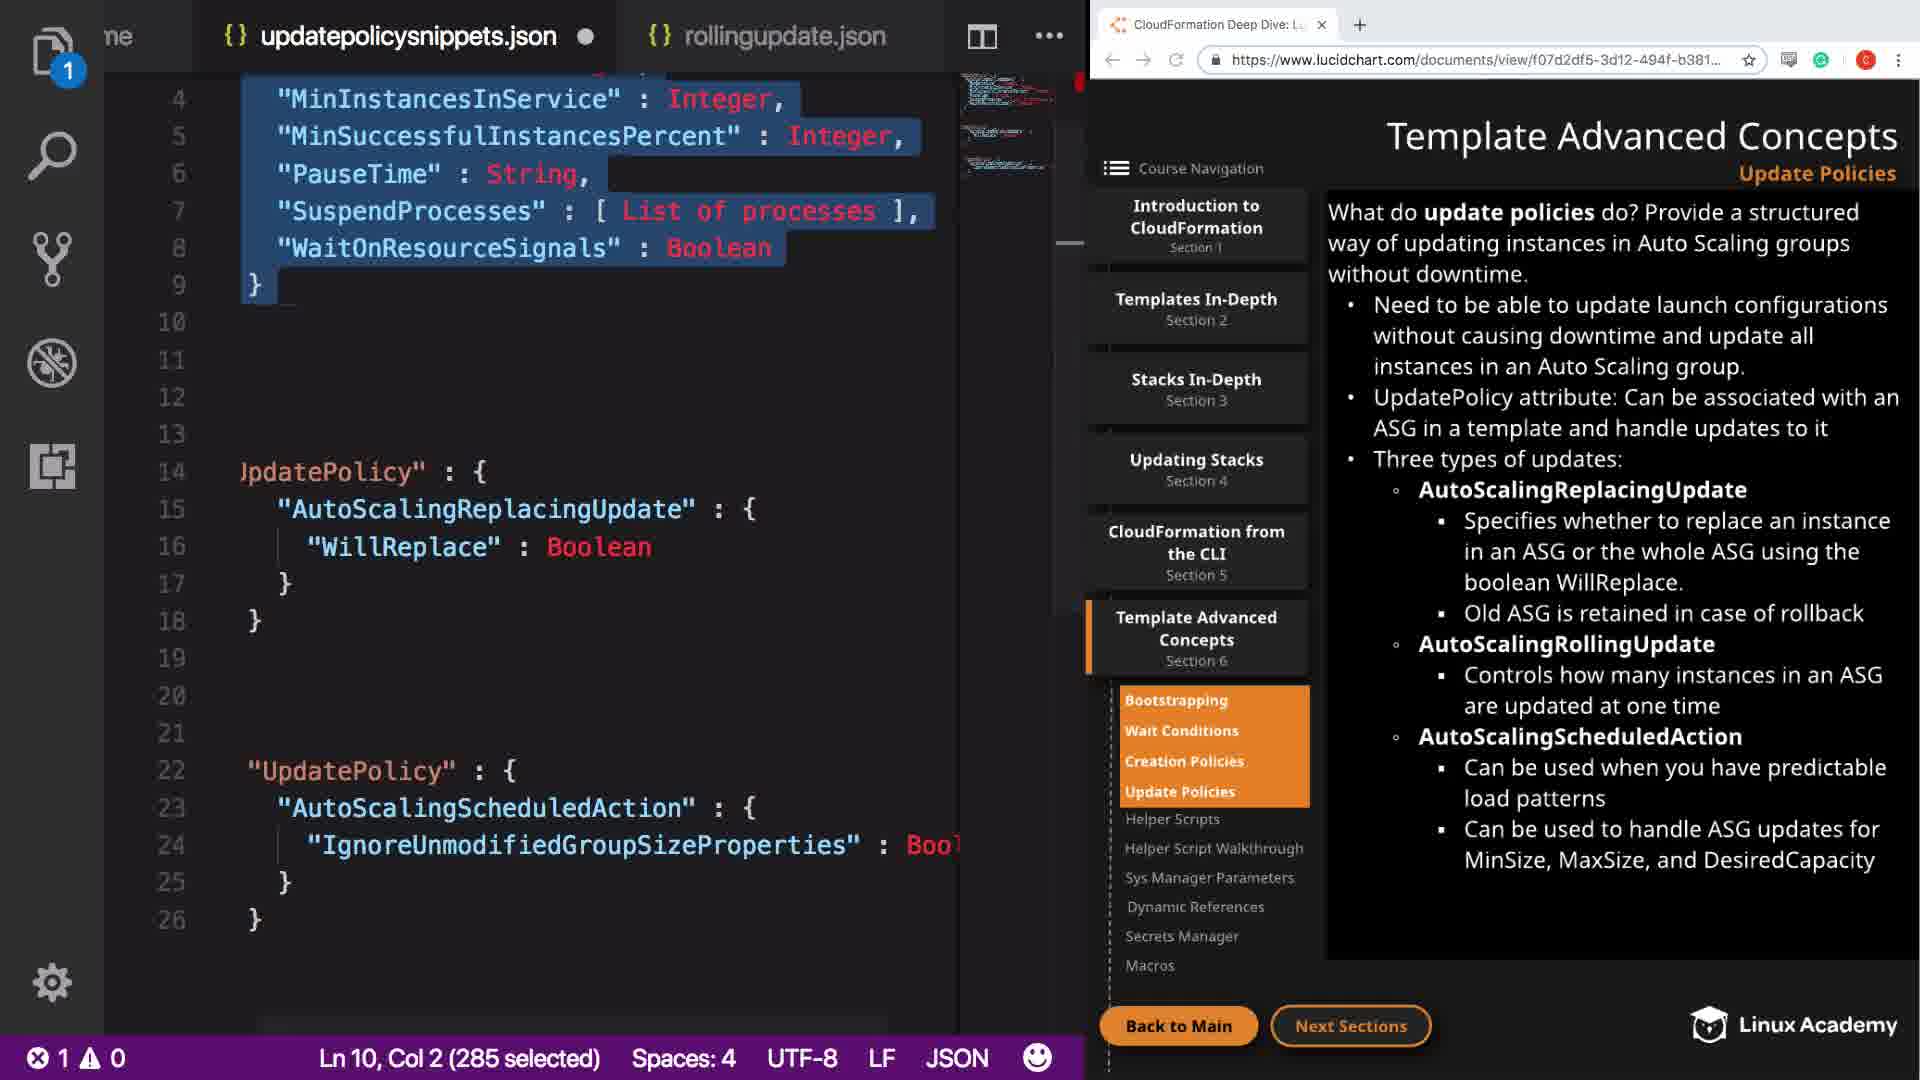 me
{} updatepolicysnippets.json
{} rollingupdate.json
1
4 "MinInstancesInService" : Integer,
5 "MinSuccessfulInstancesPercent" : Integer,
6 "PauseTime" : String,
7 "SuspendProcesses" : [ List of processes ],
8 "WaitOnResourceSignals" : Boolean
9 }
10
11
12
13
14 UpdatePolicy" : {
15 "AutoScalingReplacingUpdate" : {
16 "WillReplace" : Boolean
17 }
18 }
19
20
21
22 "UpdatePolicy" : {
23 "AutoScalingScheduledAction" : {
24 "IgnoreUnmodifiedGroupSizeProperties" : Bool
25 }
26 }
1 0
Ln 10, Col 2 (285 selected)
Spaces: 4
UTF-8
LF
JSON
CloudFormation Deep Dive: Lu
https://www.lucidchart.com/documents/view/f07d2df5-3d12-494f-b381...
C
Template Advanced Concepts
Update Policies
Course Navigation
Introduction to
CloudFormation
Section 1
Templates In-Depth
Section 2
Stacks In-Depth
Section 3
Updating Stacks
Section 4
CloudFormation from
the CLI
Section 5
Template Advanced
Concepts
Section 6
Bootstrapping
Wait Conditions
Creation Policies
Update Policies
Helper Scripts
Helper Script Walkthrough
Sys Manager Parameters
Dynamic References
Secrets Manager
Macros
What do update policies do? Provide a structured
way of updating instances in Auto Scaling groups
without downtime.
• Need to be able to update launch configurations
without causing downtime and update all
instances in an Auto Scaling group.
• UpdatePolicy attribute: Can be associated with an
ASG in a template and handle updates to it
• Three types of updates:
◦ AutoScalingReplacingUpdate
▪ Specifies whether to replace an instance
in an ASG or the whole ASG using the
boolean WillReplace.
▪ Old ASG is retained in case of rollback
◦ AutoScalingRollingUpdate
▪ Controls how many instances in an ASG
are updated at one time
◦ AutoScalingScheduledAction
▪ Can be used when you have predictable
load patterns
▪ Can be used to handle ASG updates for
MinSize, MaxSize, and DesiredCapacity
Back to Main
Next Sections
Linux Academy